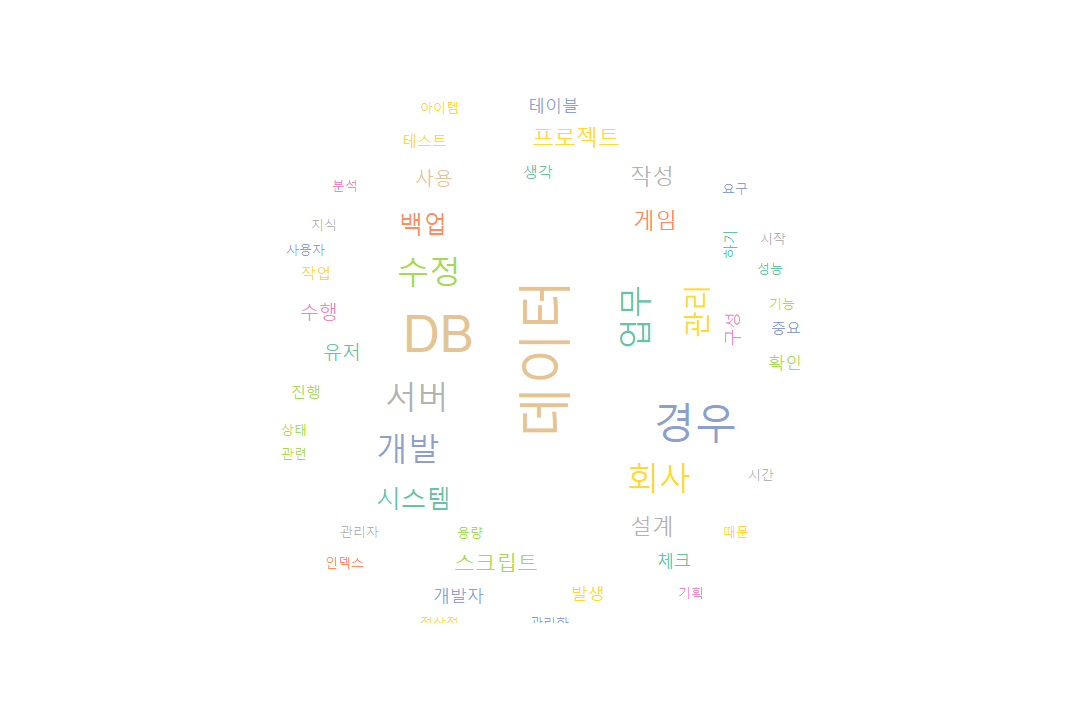 아이템
테이블
테스트
프로젝트
분석
사용
생각
작성
요구
지식
백업
게임
하기
시작
사용자
작업
수정
성능
수행
DB
데이터
업무
관리
구성
기능
중요
유저
확인
진행
서버
경우
상태
개발
관련
회사
시간
시스템
설계
관리자
용량
때문
인덱스
스크립트
체크
개발자
발생
기획